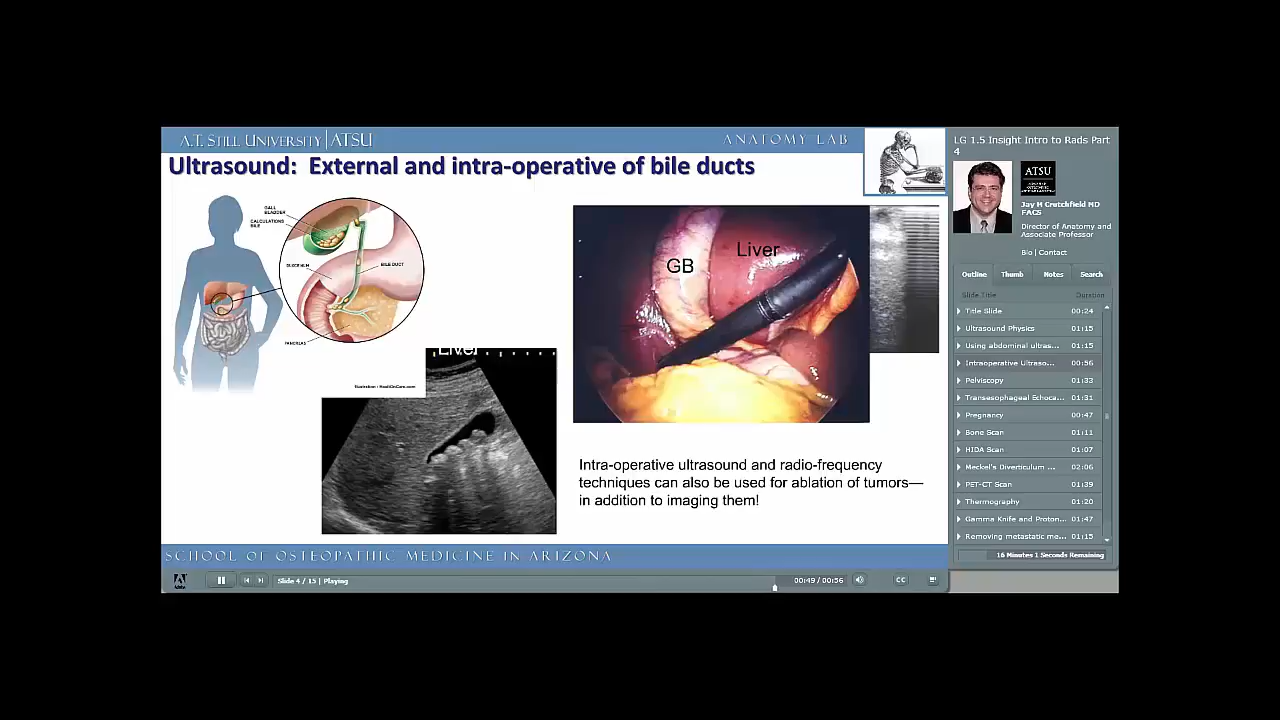 A.T. STILL UNIVERSITY | ATSU
ANATOMY LAB
Ultrasound: External and intra-operative of bile ducts
GALL BLADDER
CALCULATIONS BILE
BILE DUCT
PANCREAS
Liver
GB
Liver
Intra-operative ultrasound and radio-frequency
techniques can also be used for ablation of tumors—
in addition to imaging them!
SCHOOL OF OSTEOPATHIC MEDICINE IN ARIZONA
Slide 4 / 15 | Playing
00:49 / 00:56
CC
LG 1.5 Insight Intro to Rads Part
4
ATSU
Jay M Crutchfield MD
FACS
Director of Anatomy and
Associate Professor
Bio | Contact
Outline Thumb Notes Search
Slide Title Duration
Title Slide 00:24
Ultrasound Physics 01:15
Using abdominal ultras... 01:15
Intraoperative Ultraso... 00:56
Pelviscopy 01:32
Transesophageal Echoca... 01:31
Pregnancy 00:47
Bone Scan 01:11
HIDA Scan 01:07
Meckel's Diverticulum ... 02:06
PET-CT Scan 01:39
Thermography 01:20
Gamma Knife and Proton... 01:47
Removing metastatic me... 01:15
16 Minutes 1 Seconds Remaining